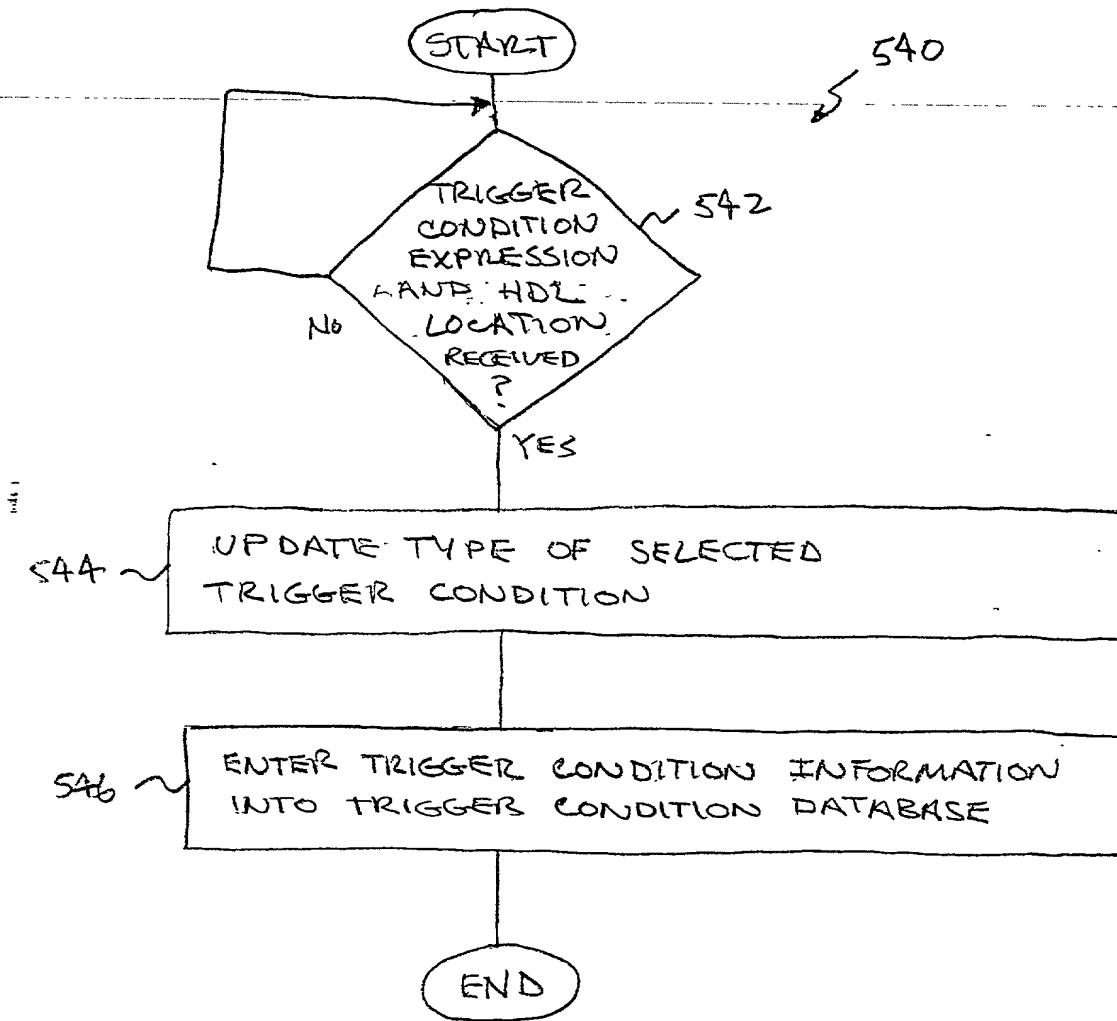 START
540
TRIGGER
CONDITION
EXPRESSION
AND HDL
LOCATION
RECEIVED
?
542
No
YES
544
UPDATE TYPE OF SELECTED
TRIGGER CONDITION
546
ENTER TRIGGER CONDITION INFORMATION
INTO TRIGGER CONDITION DATABASE
END